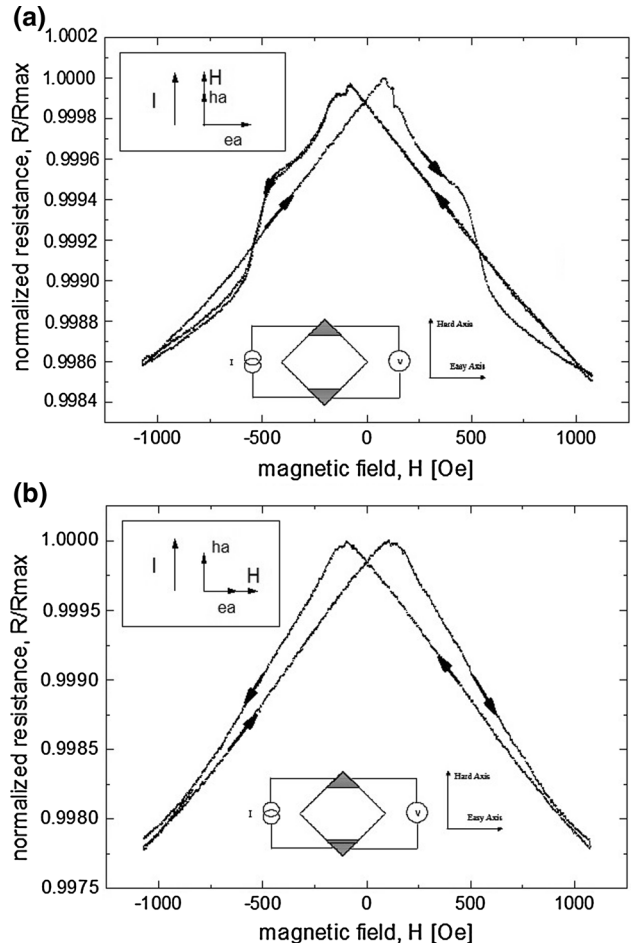 (a)
1.0002
1.0000
0.9998
0.9996
0.9994
0.9992
0.9990
0.9988
0.9986
0.9984
normalized resistance, R/Rmax
I
H
ha
ea
I
V
Hard Axis
Easy Axis
-1000
-500
0
500
1000
magnetic field, H [Oe]
(b)
1.0000
0.9995
0.9990
0.9985
0.9980
0.9975
normalized resistance, R/Rmax
I
ha
H
ea
I
V
Hard Axis
Easy Axis
-1000
-500
0
500
1000
magnetic field, H [Oe]